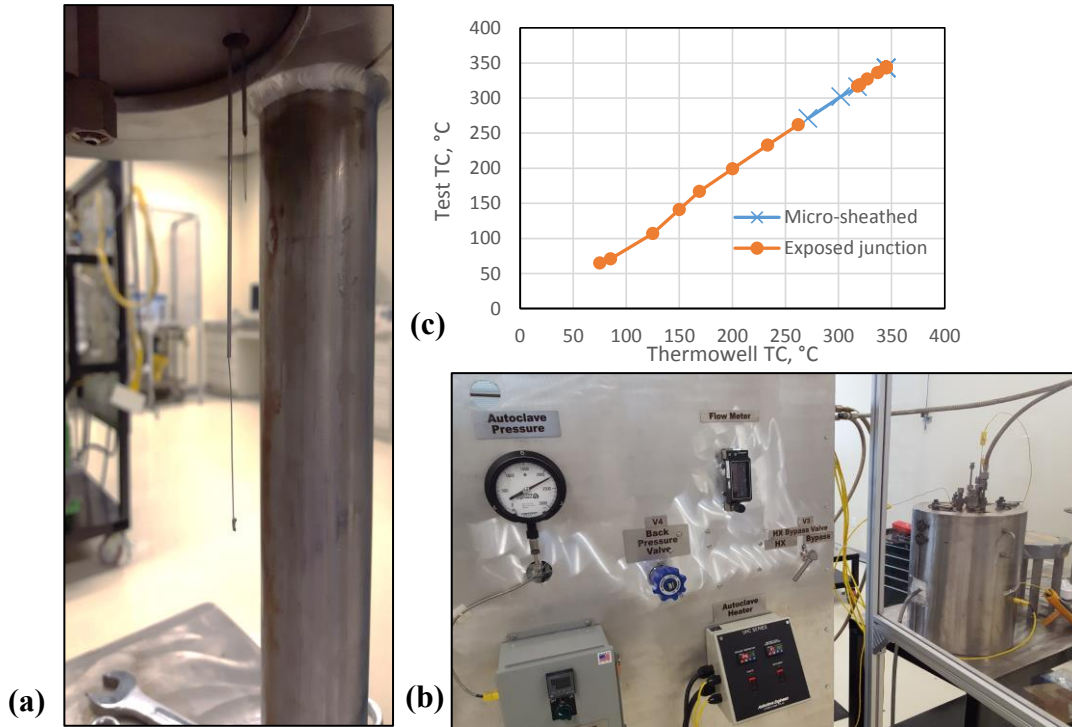 (a)
(c)
Test TC, °C
400
350
300
250
200
150
100
50
0
Micro-sheathed
Exposed junction
0 50 100 150 200 250 300 350 400
Thermowell TC, °C
(b)
Autoclave
Pressure
Flow Meter
V4
Back
Pressure
Valve
V3
HX Bypass Valve
HX Bypass
Autoclave
Heater